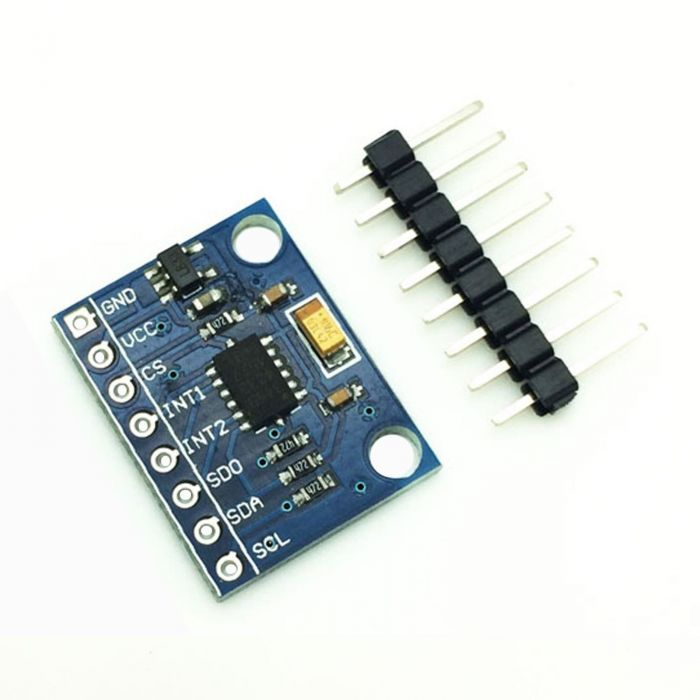 GND
VCC
CS
INT1
INT2
SDO
SDA
SCL
472
472
472
472